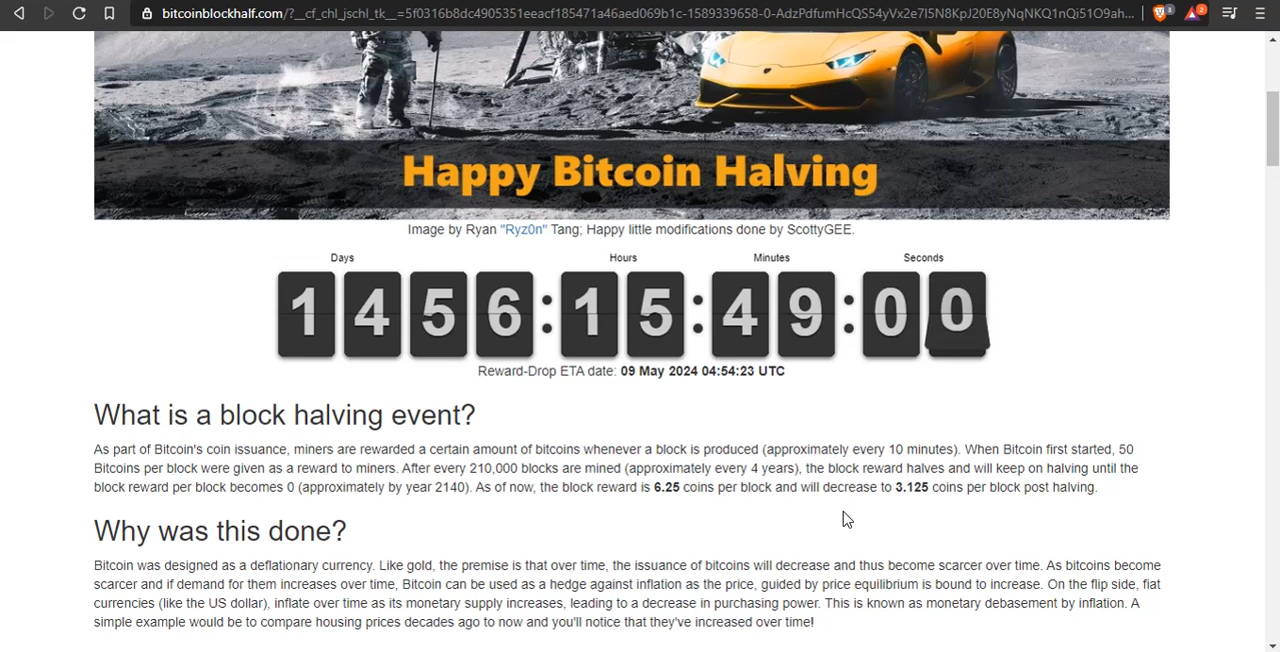 bitcoinblockhalf.com/?__cf_chl_jschl_tk__=5f0316b8dc4905351eeacf185471a46aed069b1c-1589339658-0-AdzPdfumHcQS54yVx2e7I5N8KpJ20E8yNqNKQ1nQi51O9ah...
3
2
Happy Bitcoin Halving
Image by Ryan "Ryz0n" Tang; Happy little modifications done by ScottyGEE.
Days Hours Minutes Seconds
1456:15:49:00
Reward-Drop ETA date: 09 May 2024 04:54:23 UTC
What is a block halving event?
As part of Bitcoin's coin issuance, miners are rewarded a certain amount of bitcoins whenever a block is produced (approximately every 10 minutes). When Bitcoin first started, 50
Bitcoins per block were given as a reward to miners. After every 210,000 blocks are mined (approximately every 4 years), the block reward halves and will keep on halving until the
block reward per block becomes 0 (approximately by year 2140). As of now, the block reward is 6.25 coins per block and will decrease to 3.125 coins per block post halving.
Why was this done?
Bitcoin was designed as a deflationary currency. Like gold, the premise is that over time, the issuance of bitcoins will decrease and thus become scarcer over time. As bitcoins become
scarcer and if demand for them increases over time, Bitcoin can be used as a hedge against inflation as the price, guided by price equilibrium is bound to increase. On the flip side, fiat
currencies (like the US dollar), inflate over time as its monetary supply increases, leading to a decrease in purchasing power. This is known as monetary debasement by inflation. A
simple example would be to compare housing prices decades ago to now and you'll notice that they've increased over time!